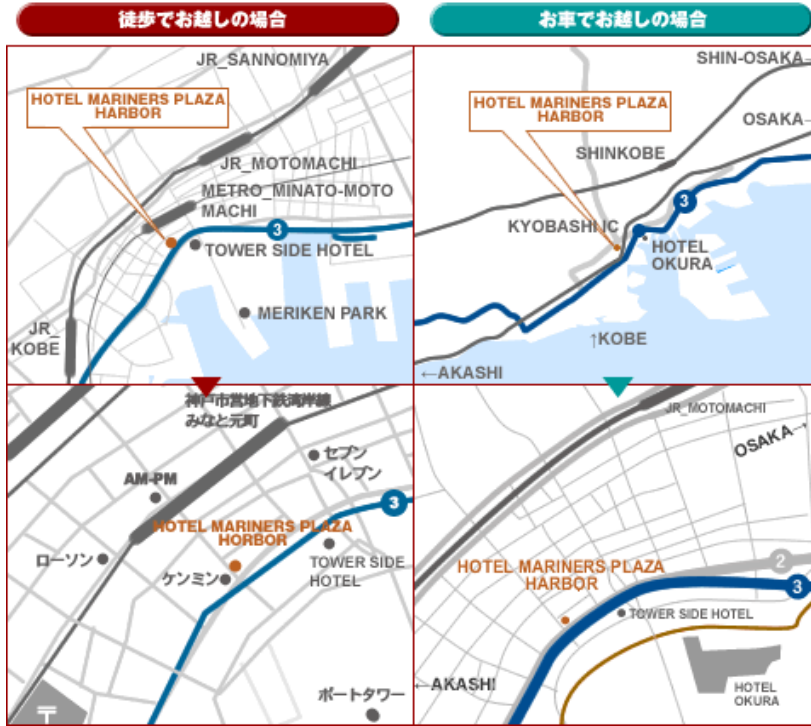 徒歩でお越しの場合
お車でお越しの場合
JR_SANNOMIYA
HOTEL MARINERS PLAZA
HARBOR
JR_MOTOMACHI
METRO_MINATO-MOTO
MACHI
3
TOWER SIDE HOTEL
MERIKEN PARK
JR_
KOBE
SHIN-OSAKA→
HOTEL MARINERS PLAZA
HARBOR
OSAKA→
SHINKOBE
3
KYOBASHI IC
HOTEL
OKURA
↑KOBE
←AKASHI
神戸市営地下鉄湾岸線
みなと元町
セブン
イレブン
AM-PM
3
HOTEL MARINERS PLAZA
HORBOR
ローソン
ケンミン
TOWER SIDE
HOTEL
ポートタワー
〒
JR_MOTOMACHI
OSAKA→
HOTEL MARINERS PLAZA
HARBOR
2
3
TOWER SIDE HOTEL
←AKASHI
HOTEL
OKURA